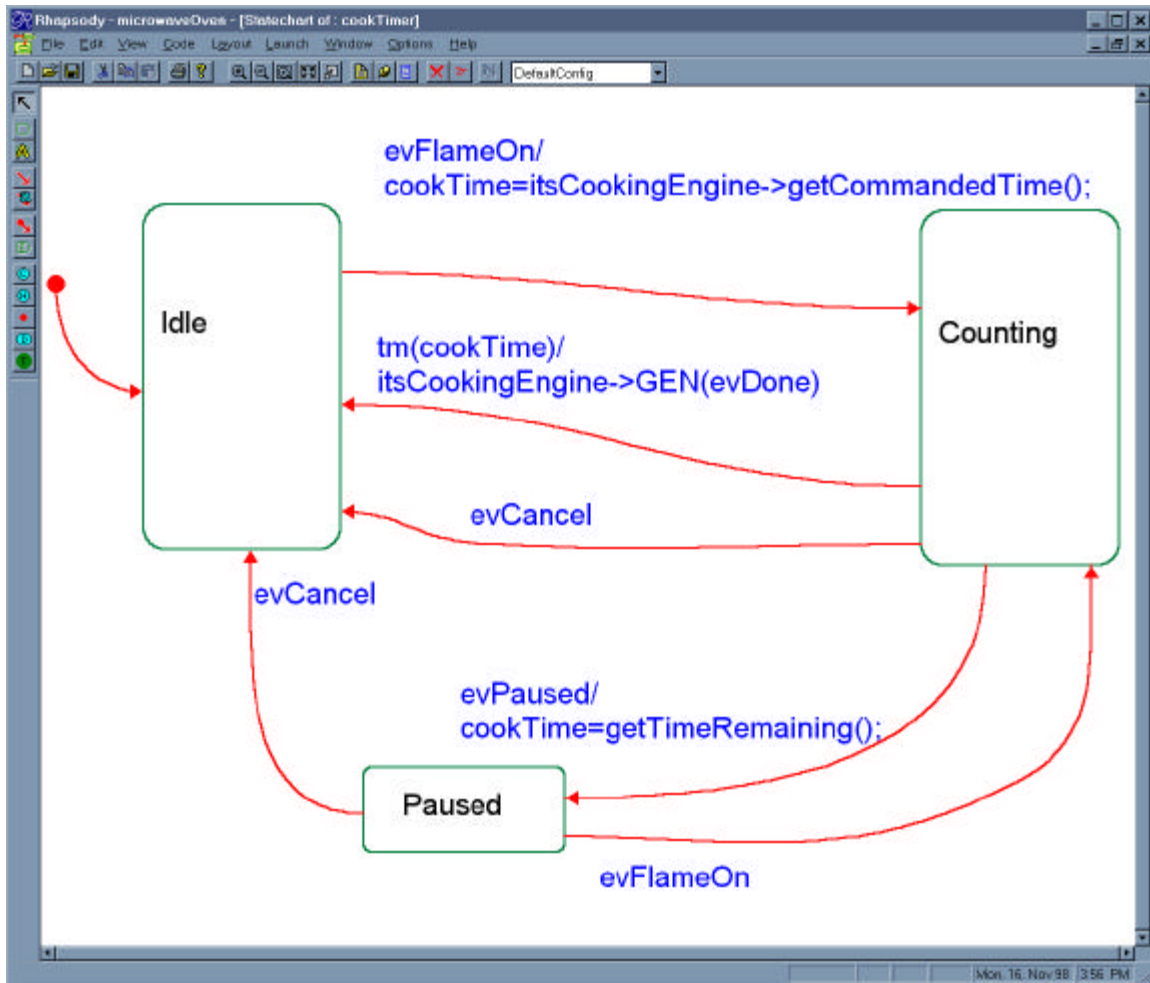 Rhapsody - microwaveOven - [Statechart of : cookTimer]
File Edit View Code Layout Launch Window Options Help
DefaultConfig
evFlameOn/
cookTime=itsCookingEngine->getCommandedTime();
Idle
Counting
tm(cookTime)/
itsCookingEngine->GEN(evDone)
evCancel
evCancel
evPaused/
cookTime=getTimeRemaining();
Paused
evFlameOn
Mon, 16, Nov 98 3:56 PM